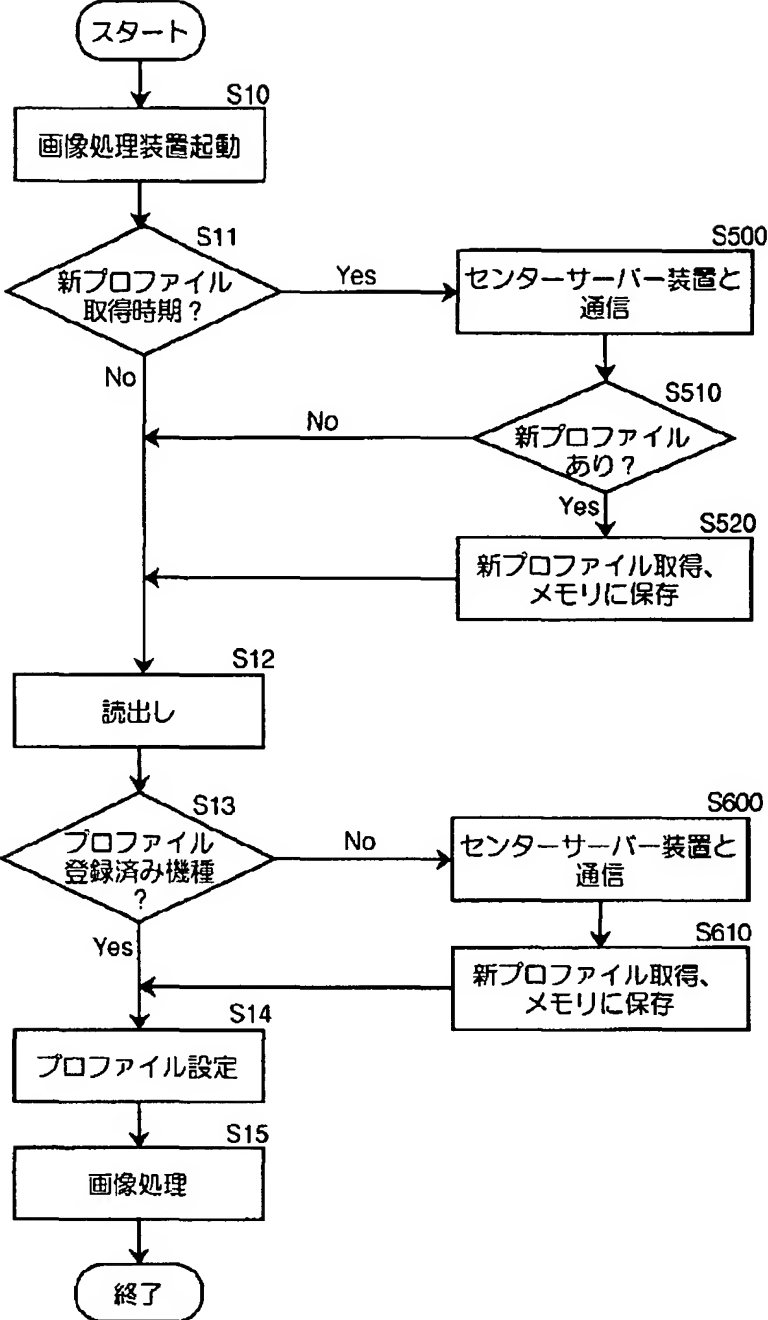 スタート
S10
画像処理装置起動
S11
新プロファイル
取得時期？
Yes
No
S500
センターサーバー装置と
通信
S510
新プロファイル
あり？
No
Yes
S520
新プロファイル取得、
メモリに保存
S12
読出し
S13
プロファイル
登録済み機種
？
No
Yes
S600
センターサーバー装置と
通信
S610
新プロファイル取得、
メモリに保存
S14
プロファイル設定
S15
画像処理
終了